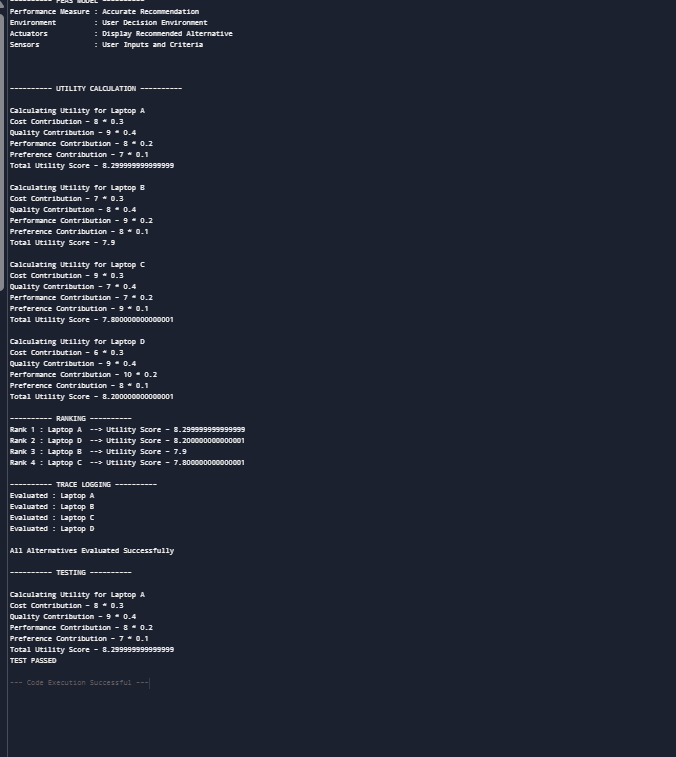 ---------- PEAS MODEL ----------
Performance Measure : Accurate Recommendation
Environment : User Decision Environment
Actuators : Display Recommended Alternative
Sensors : User Inputs and Criteria
---------- UTILITY CALCULATION ----------
Calculating Utility for Laptop A
Cost Contribution - 8 * 0.3
Quality Contribution - 9 * 0.4
Performance Contribution - 8 * 0.2
Preference Contribution - 7 * 0.1
Total Utility Score - 8.299999999999999
Calculating Utility for Laptop B
Cost Contribution - 7 * 0.3
Quality Contribution - 8 * 0.4
Performance Contribution - 9 * 0.2
Preference Contribution - 8 * 0.1
Total Utility Score - 7.9
Calculating Utility for Laptop C
Cost Contribution - 9 * 0.3
Quality Contribution - 7 * 0.4
Performance Contribution - 7 * 0.2
Preference Contribution - 9 * 0.1
Total Utility Score - 7.800000000000001
Calculating Utility for Laptop D
Cost Contribution - 6 * 0.3
Quality Contribution - 9 * 0.4
Performance Contribution - 10 * 0.2
Preference Contribution - 8 * 0.1
Total Utility Score - 8.200000000000001
---------- RANKING ----------
Rank 1 : Laptop A --> Utility Score - 8.299999999999999
Rank 2 : Laptop D --> Utility Score - 8.200000000000001
Rank 3 : Laptop B --> Utility Score - 7.9
Rank 4 : Laptop C --> Utility Score - 7.800000000000001
---------- TRACE LOGGING ----------
Evaluated : Laptop A
Evaluated : Laptop B
Evaluated : Laptop C
Evaluated : Laptop D
All Alternatives Evaluated Successfully
---------- TESTING ----------
Calculating Utility for Laptop A
Cost Contribution - 8 * 0.3
Quality Contribution - 9 * 0.4
Performance Contribution - 8 * 0.2
Preference Contribution - 7 * 0.1
Total Utility Score - 8.299999999999999
TEST PASSED
--- Code Execution Successful ---